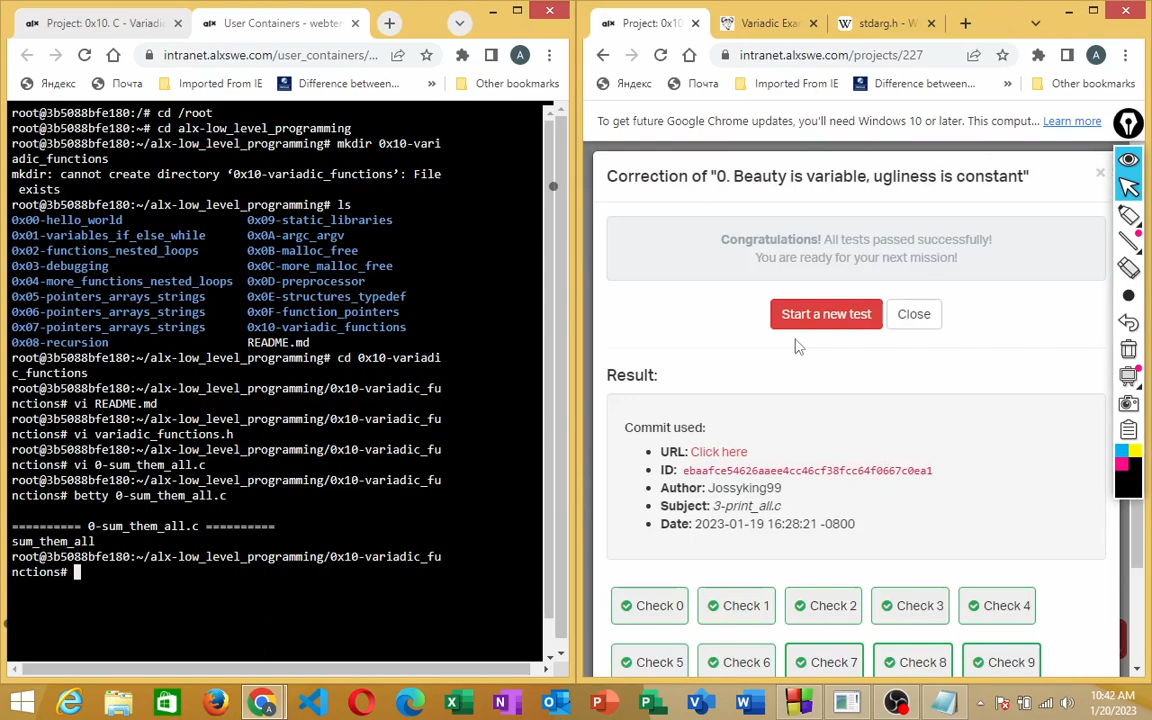 Project: 0x10. C - Variadi
User Containers - webter
intranet.alxswe.com/user_containers/...
Яндекс
Почта
Imported From IE
Difference between...
»
Other bookmarks
root@3b5088bfe180:/# cd /root
root@3b5088bfe180:~# cd alx-low_level_programming
root@3b5088bfe180:~/alx-low_level_programming# mkdir 0x10-vari
adic_functions
mkdir: cannot create directory ‘0x10-variadic_functions’: File
 exists
root@3b5088bfe180:~/alx-low_level_programming# ls
0x00-hello_world 0x09-static_libraries
0x01-variables_if_else_while 0x0A-argc_argv
0x02-functions_nested_loops 0x0B-malloc_free
0x03-debugging 0x0C-more_malloc_free
0x04-more_functions_nested_loops 0x0D-preprocessor
0x05-pointers_arrays_strings 0x0E-structures_typedef
0x06-pointers_arrays_strings 0x0F-function_pointers
0x07-pointers_arrays_strings 0x10-variadic_functions
0x08-recursion README.md
root@3b5088bfe180:~/alx-low_level_programming# cd 0x10-variadi
c_functions
root@3b5088bfe180:~/alx-low_level_programming/0x10-variadic_fu
nctions# vi README.md
root@3b5088bfe180:~/alx-low_level_programming/0x10-variadic_fu
nctions# vi variadic_functions.h
root@3b5088bfe180:~/alx-low_level_programming/0x10-variadic_fu
nctions# vi 0-sum_them_all.c
root@3b5088bfe180:~/alx-low_level_programming/0x10-variadic_fu
nctions# betty 0-sum_them_all.c
========== 0-sum_them_all.c ==========
sum_them_all
root@3b5088bfe180:~/alx-low_level_programming/0x10-variadic_fu
nctions#
Project: 0x10
Variadic Exa
stdarg.h - W
intranet.alxswe.com/projects/227
Яндекс
Почта
Imported From IE
Difference between...
»
Other bookmarks
To get future Google Chrome updates, you'll need Windows 10 or later. This comput... Learn more
Correction of "0. Beauty is variable, ugliness is constant"
Congratulations! All tests passed successfully!
You are ready for your next mission!
Start a new test
Close
Result:
Commit used:
URL: Click here
ID: ebaafce54626aaee4cc46cf38fcc64f0667c0ea1
Author: Jossyking99
Subject: 3-print_all.c
Date: 2023-01-19 16:28:21 -0800
Check 0 Check 1 Check 2 Check 3 Check 4
Check 5 Check 6 Check 7 Check 8 Check 9
10:42 AM
1/20/2023